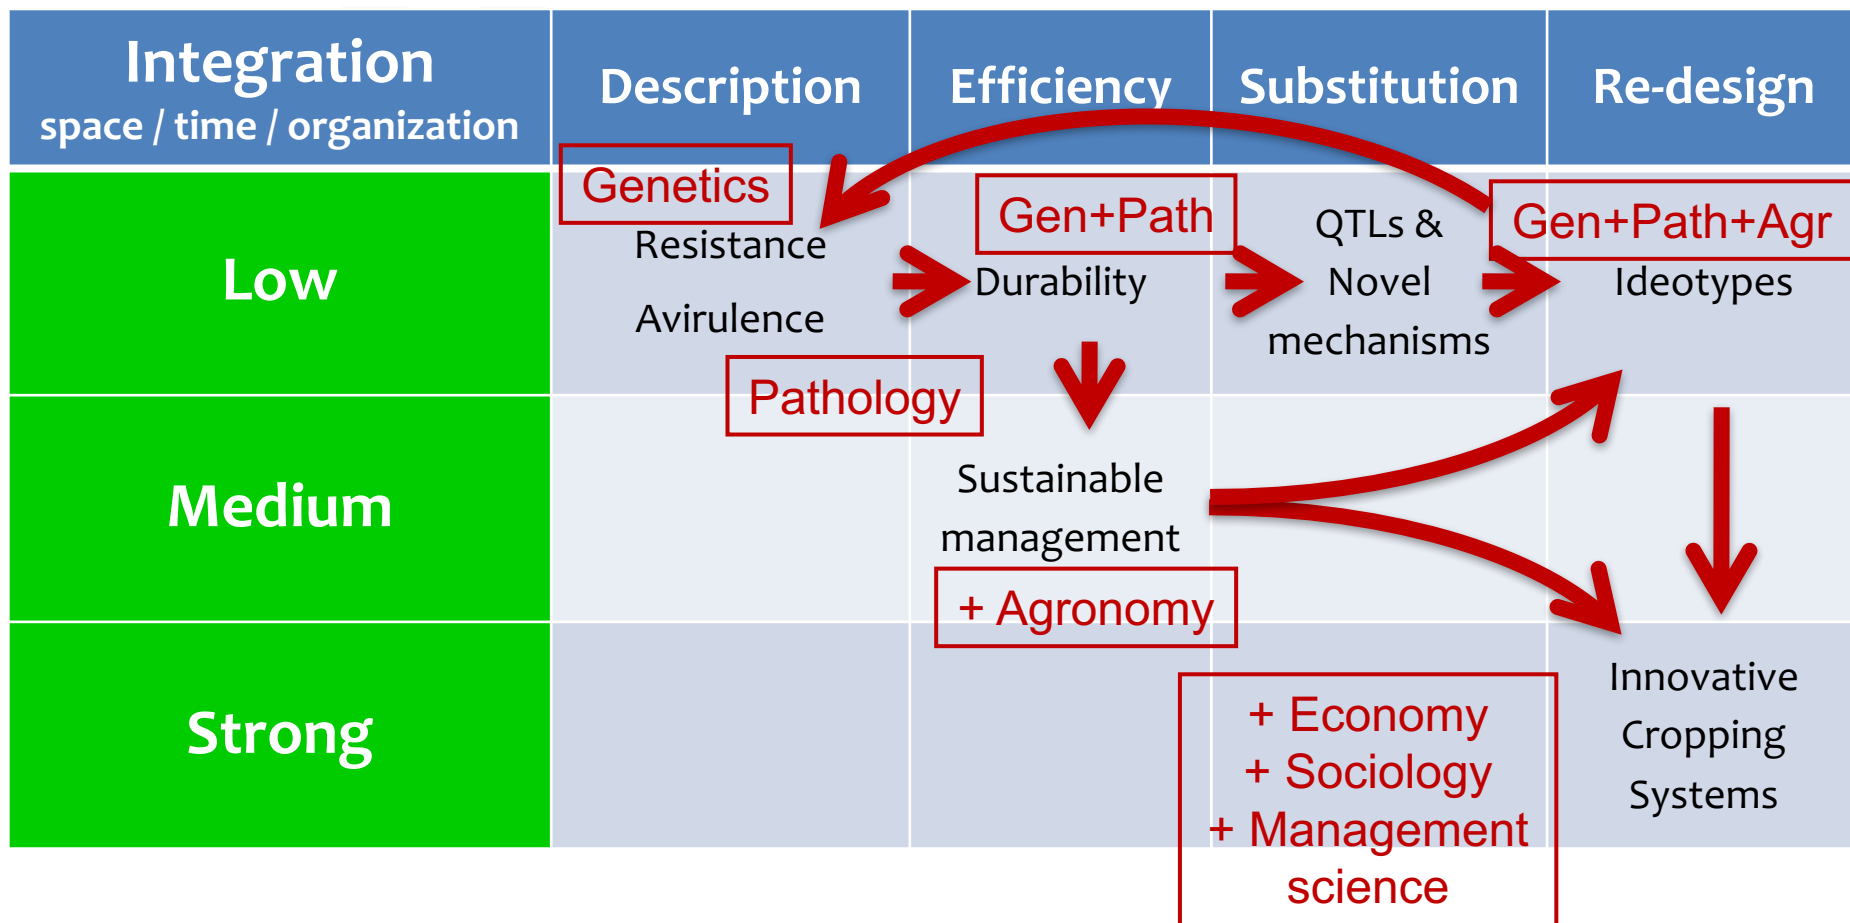 Integration
space / time / organization
Description
Efficiency
Substitution
Re-design
Low
Genetics
Resistance
Avirulence
Pathology
Gen+Path
Durability
QTLs &
Novel
mechanisms
Gen+Path+Agr
Ideotypes
Medium
Sustainable
management
+ Agronomy
Strong
+ Economy
+ Sociology
+ Management
science
Innovative
Cropping
Systems